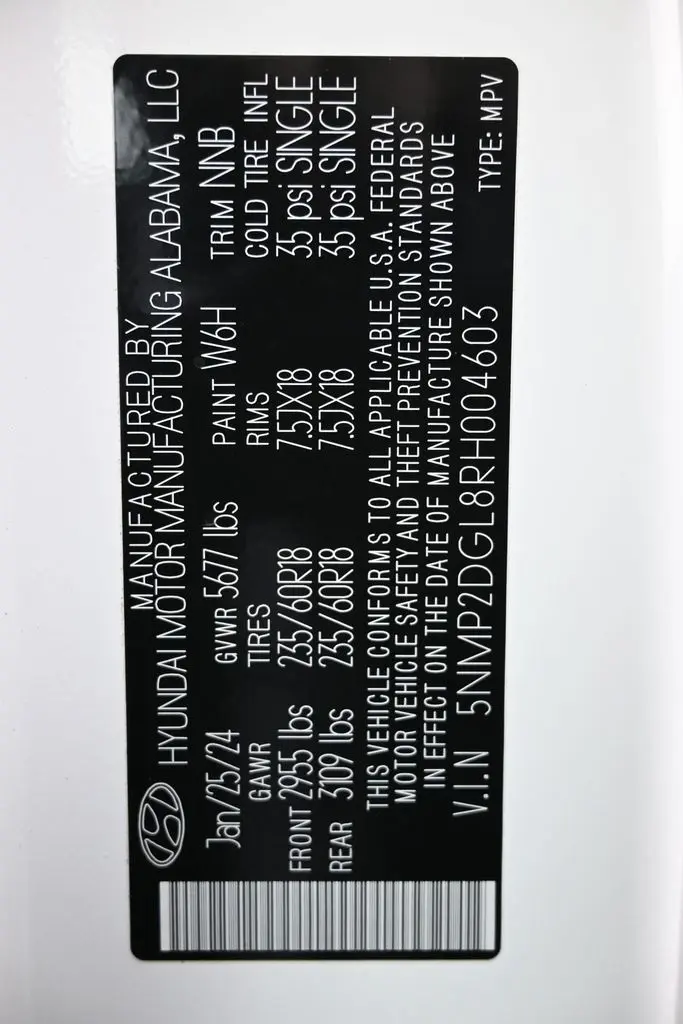 MANUFACTURED BY
HYUNDAI MOTOR MANUFACTURING ALABAMA, LLC
Jan/25/24 GVWR 5677 lbs PAINT W6H TRIM NNB
GAWR TIRES RIMS COLD TIRE INFL
FRONT 2955 lbs 235/60R18 7.5JX18 35 psi SINGLE
REAR 3109 lbs 235/60R18 7.5JX18 35 psi SINGLE
THIS VEHICLE CONFORMS TO ALL APPLICABLE U.S.A. FEDERAL
MOTOR VEHICLE SAFETY AND THEFT PREVENTION STANDARDS
IN EFFECT ON THE DATE OF MANUFACTURE SHOWN ABOVE
V.I.N 5NMP2DGL8RH004603 TYPE: MPV